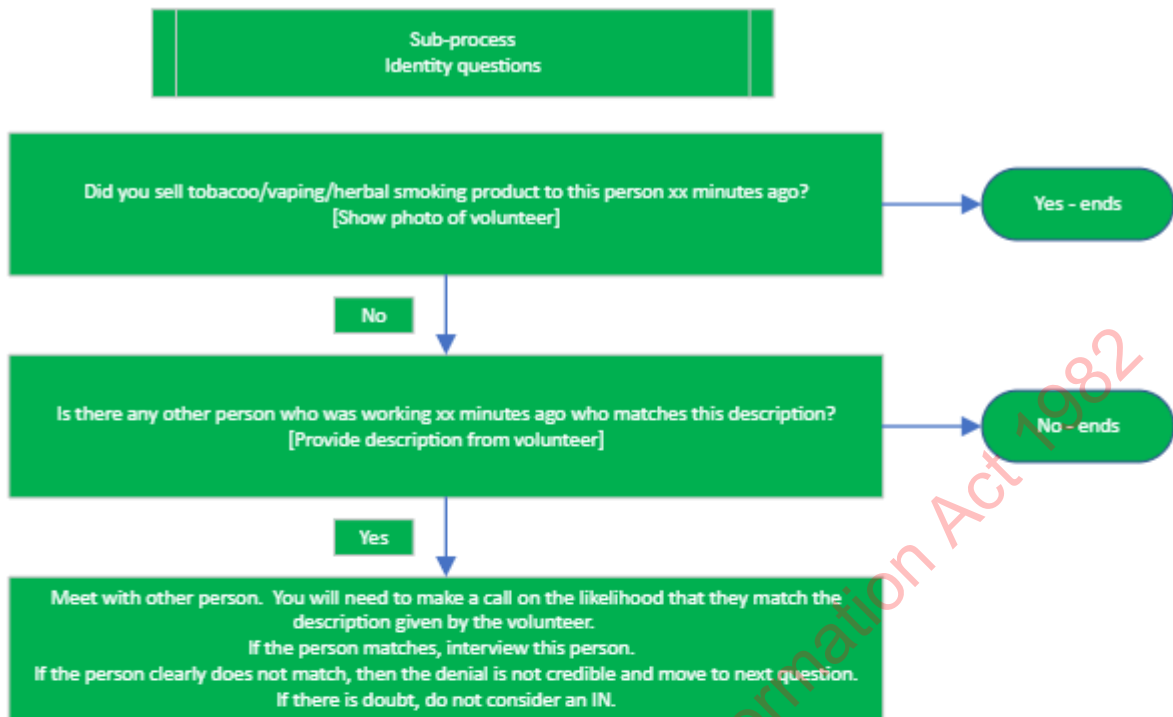 Sub-process
Identity questions
Did you sell tobacoo/vaping/herbal smoking product to this person xx minutes ago?
[Show photo of volunteer]
Yes - ends
No
Is there any other person who was working xx minutes ago who matches this description?
[Provide description from volunteer]
No - ends
Yes
Meet with other person.  You will need to make a call on the likelihood that they match the
description given by the volunteer.
If the person matches, interview this person.
If the person clearly does not match, then the denial is not credible and move to next question.
If there is doubt, do not consider an IN.
ormation Act 1982